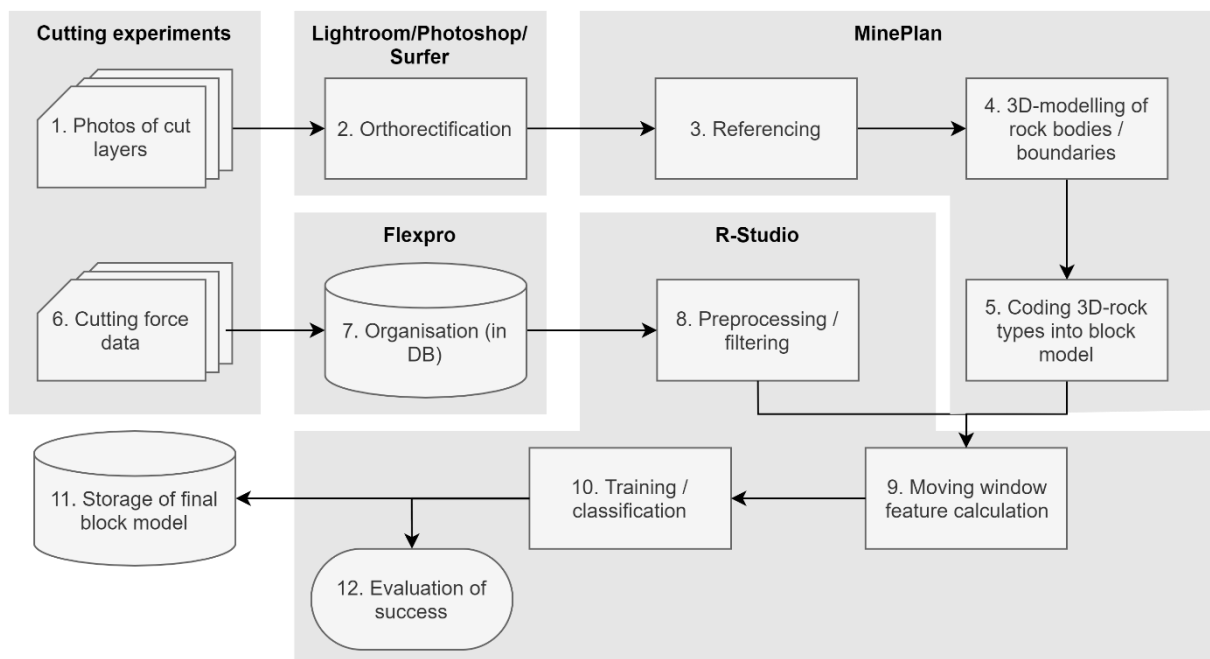 Cutting experiments
Lightroom/Photoshop/
Surfer
MinePlan
1. Photos of cut
layers
2. Orthorectification
3. Referencing
4. 3D-modelling of
rock bodies /
boundaries
Flexpro
R-Studio
6. Cutting force
data
7. Organisation (in
DB)
8. Preprocessing /
filtering
5. Coding 3D-rock
types into block
model
11. Storage of final
block model
10. Training /
classification
9. Moving window
feature calculation
12. Evaluation of
success